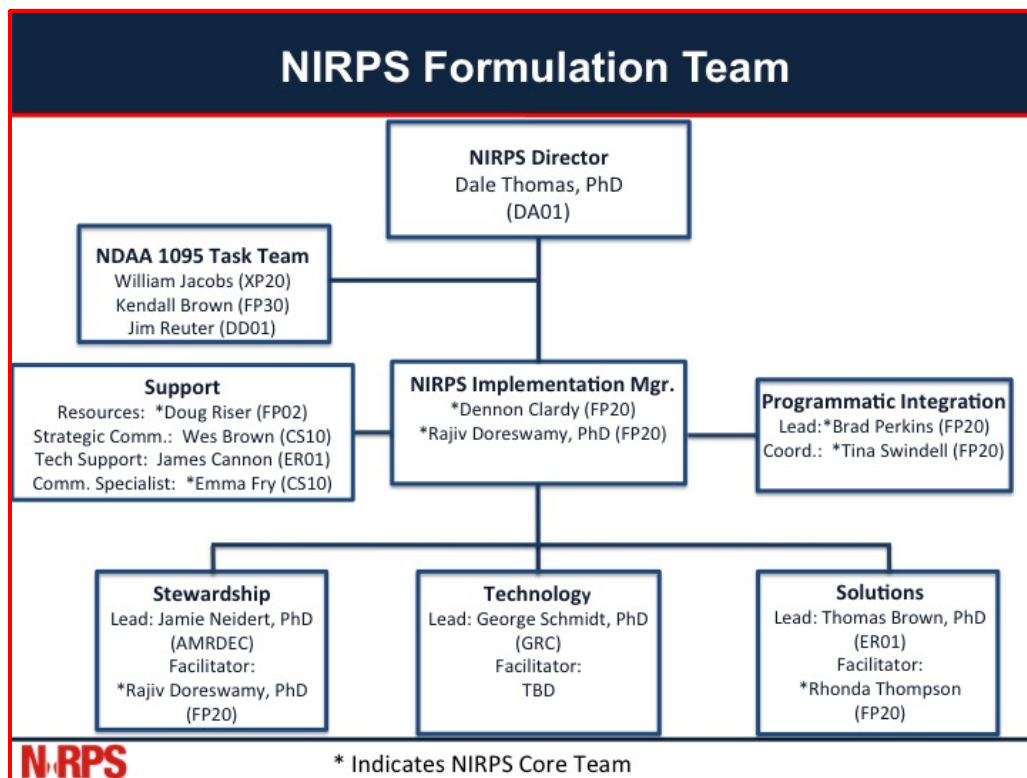 NIRPS Formulation Team
NIRPS Director
Dale Thomas, PhD
(DA01)
NDAA 1095 Task Team
William Jacobs (XP20)
Kendall Brown (FP30)
Jim Reuter (DD01)
Support
Resources: *Doug Riser (FP02)
Strategic Comm.: Wes Brown (CS10)
Tech Support: James Cannon (ER01)
Comm. Specialist: *Emma Fry (CS10)
NIRPS Implementation Mgr.
*Dennon Clardy (FP20)
*Rajiv Doreswamy, PhD (FP20)
Programmatic Integration
Lead:*Brad Perkins (FP20)
Coord.: *Tina Swindell (FP20)
Stewardship
Lead: Jamie Neidert, PhD
(AMRDEC)
Facilitator:
*Rajiv Doreswamy, PhD
(FP20)
Technology
Lead: George Schmidt, PhD
(GRC)
Facilitator:
TBD
Solutions
Lead: Thomas Brown, PhD
(ER01)
Facilitator:
*Rhonda Thompson
(FP20)
NIRPS
* Indicates NIRPS Core Team